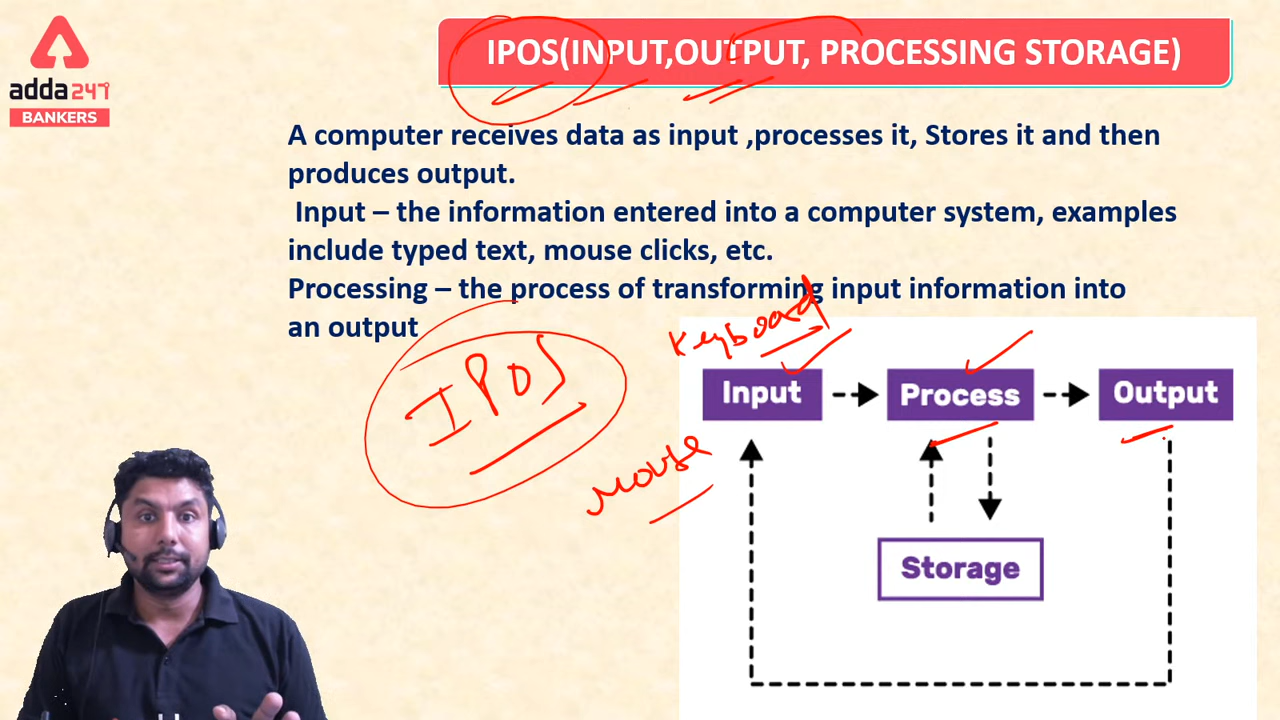 adda247
BANKERS
IPOS(INPUT,OUTPUT, PROCESSING STORAGE)
A computer receives data as input ,processes it, Stores it and then
produces output.
Input – the information entered into a computer system, examples
include typed text, mouse clicks, etc.
Processing – the process of transforming input information into
an output
IPOS
Keyboard
Mouse
Input
Process
Output
Storage